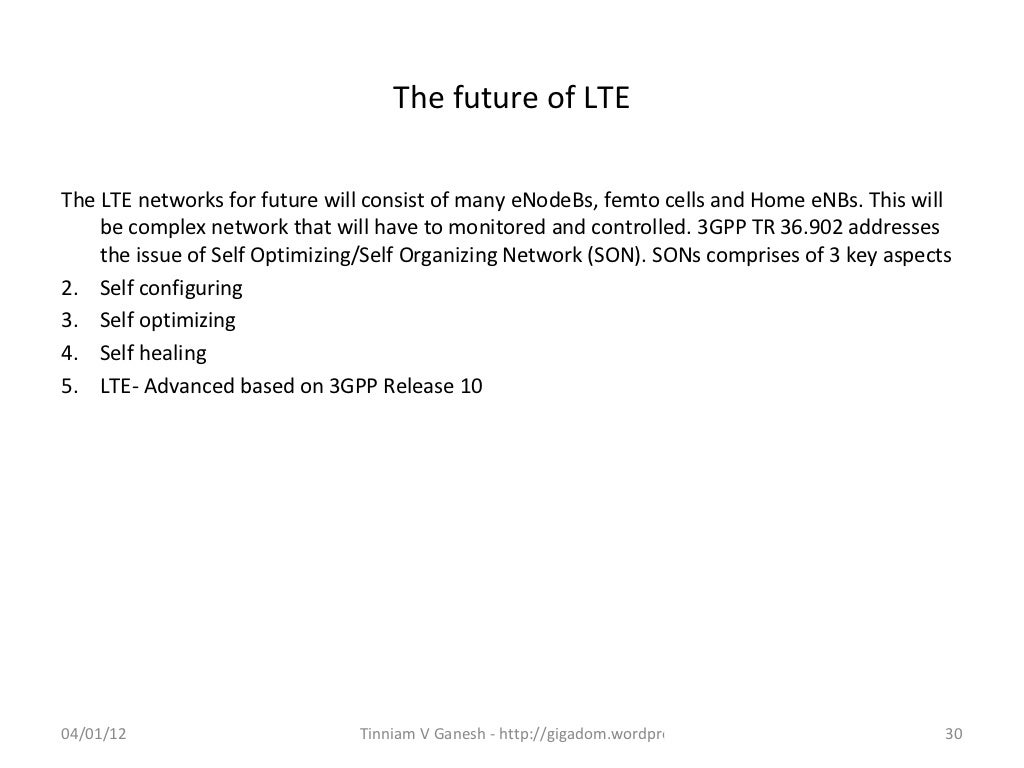 The future of LTE
The LTE networks for future will consist of many eNodeBs, femto cells and Home eNBs. This will
be complex network that will have to monitored and controlled. 3GPP TR 36.902 addresses
the issue of Self Optimizing/Self Organizing Network (SON). SONs comprises of 3 key aspects
2. Self configuring
3. Self optimizing
4. Self healing
5. LTE- Advanced based on 3GPP Release 10
04/01/12 Tinniam V Ganesh - http://gigadom.wordpr 30